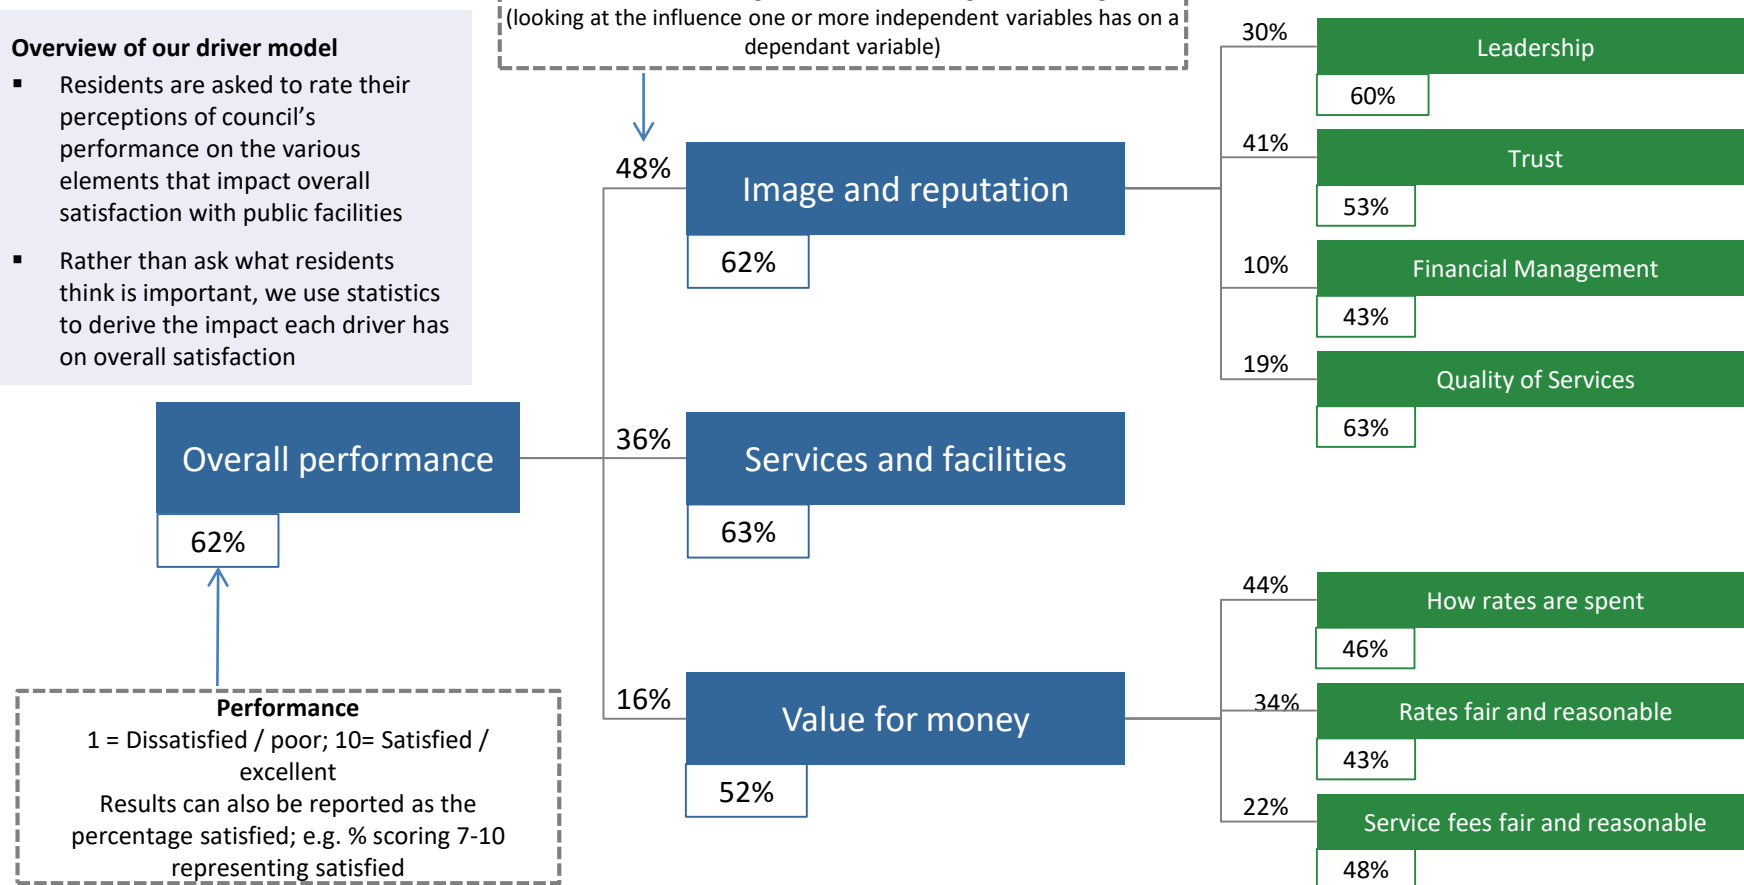 (looking at the influence one or more independent variables has on a
dependant variable)
Overview of our driver model
▪ Residents are asked to rate their
perceptions of council's
performance on the various
elements that impact overall
satisfaction with public facilities
▪ Rather than ask what residents
think is important, we use statistics
to derive the impact each driver has
on overall satisfaction
Overall performance
62%
Performance
1 = Dissatisfied / poor; 10= Satisfied /
excellent
Results can also be reported as the
percentage satisfied; e.g. % scoring 7-10
representing satisfied
48%
Image and reputation
62%
36%
Services and facilities
63%
16%
Value for money
52%
30%
Leadership
60%
41%
Trust
53%
10%
Financial Management
43%
19%
Quality of Services
63%
44%
How rates are spent
46%
34%
Rates fair and reasonable
43%
22%
Service fees fair and reasonable
48%